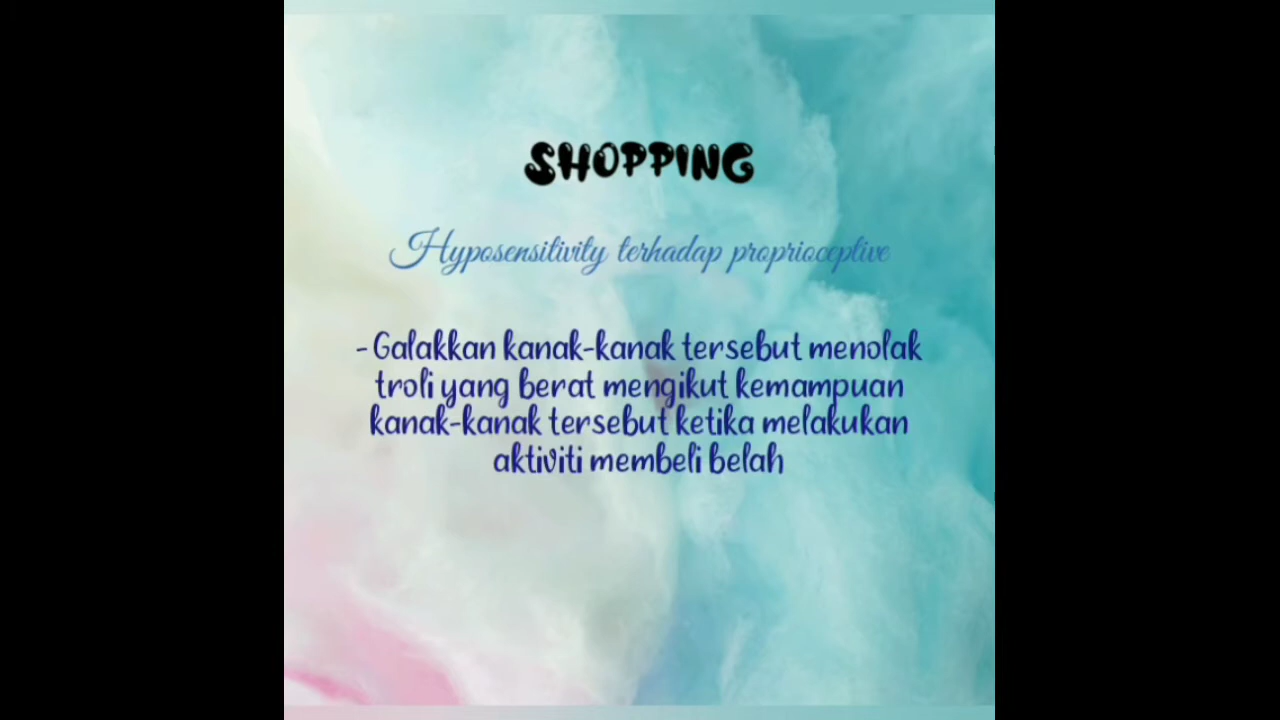 SHOPPING
Hyposensitivity terhadap proprioceptive
- Galakkan kanak-kanak tersebut menolak
troli yang berat mengikut kemampuan
kanak-kanak tersebut ketika melakukan
aktiviti membeli belah